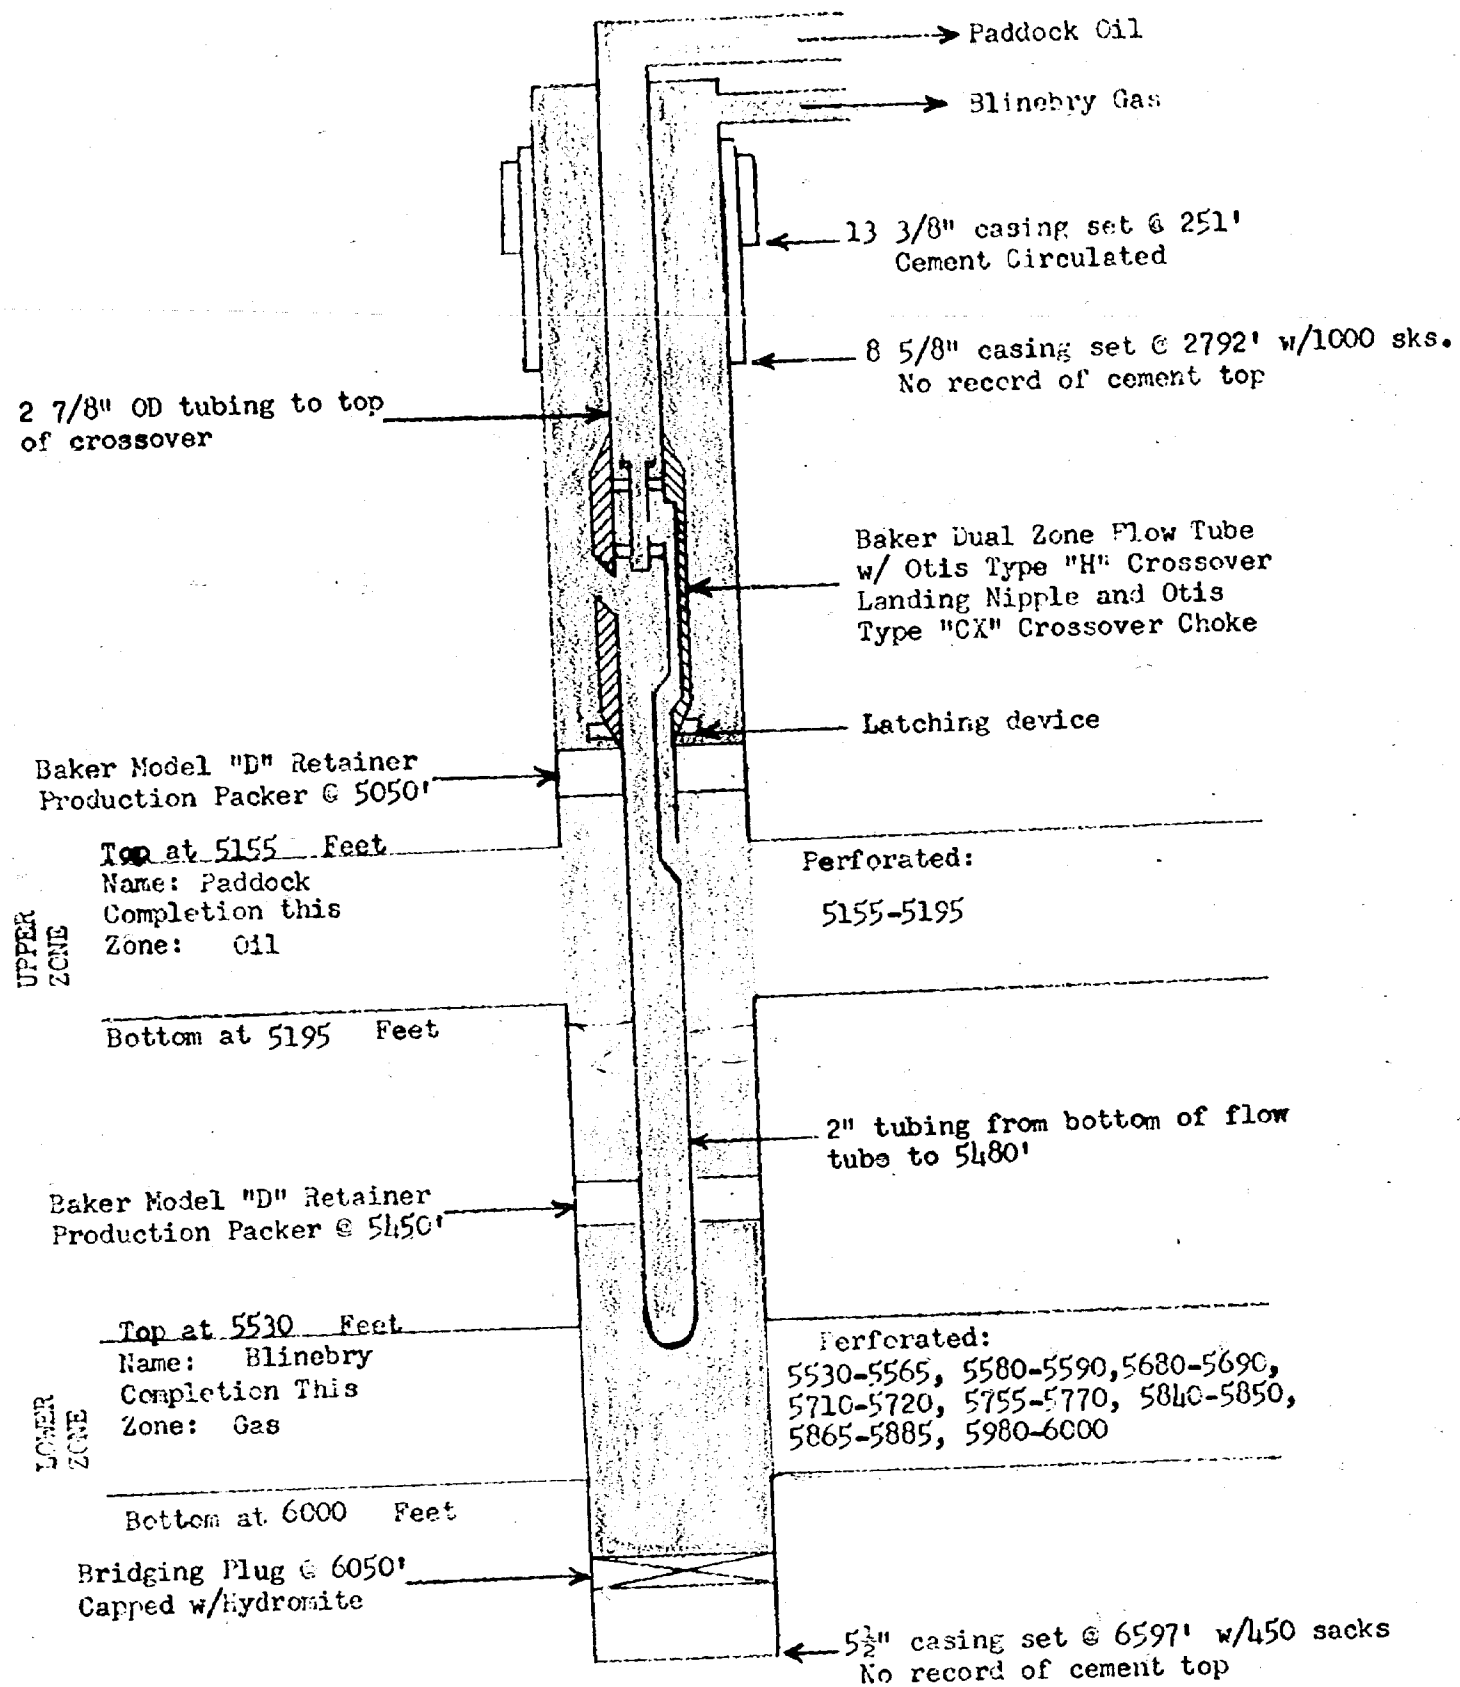 Paddock Oil
Blinebry Gas
13 3/8" casing set @ 251'
Cement Circulated
8 5/8" casing set @ 2792' w/1000 sks.
No record of cement top
2 7/8" OD tubing to top
of crossover
Baker Dual Zone Flow Tube
w/ Otis Type "H" Crossover
Landing Nipple and Otis
Type "CX" Crossover Choke
Latching device
Baker Model "D" Retainer
Production Packer @ 5050'
UPPER
ZONE
Top at 5155 Feet
Name: Paddock
Completion this
Zone: Oil
Perforated:
5155-5195
Bottom at 5195 Feet
2" tubing from bottom of flow
tube to 5480'
Baker Model "D" Retainer
Production Packer @ 5450'
LOWER
ZONE
Top at 5530 Feet
Name: Blinebry
Completion This
Zone: Gas
Perforated:
5530-5565, 5580-5590,5680-5690,
5710-5720, 5755-5770, 5840-5850,
5865-5885, 5980-6000
Bottom at 6000 Feet
Bridging Plug @ 6050'
Capped w/Hydromite
5½" casing set @ 6597' w/450 sacks
No record of cement top